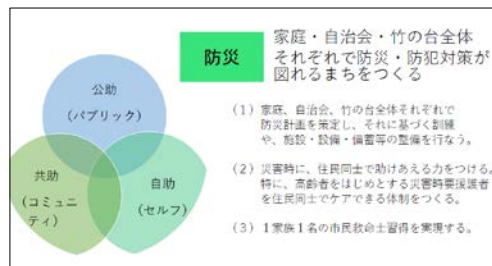 防災
家庭・自治会・竹の台全体
それぞれで防災・防犯対策が
図れるまちをつくる
公助
(パブリック)
共助
(コミュニ
ティ)
自助
(セルフ)
(1) 家庭、自治会、竹の台全体それぞれで
防災計画を策定し、それに基づく訓練
や、施設・設備・備蓄等の整備を行なう。
(2) 災害時に、住民同士で助けあえる力をつける。
特に、高齢者をはじめとする災害時要援護者
を住民同士でケアできる体制をつくる。
(3) 1家族1名の市民救命士習得を実現する。